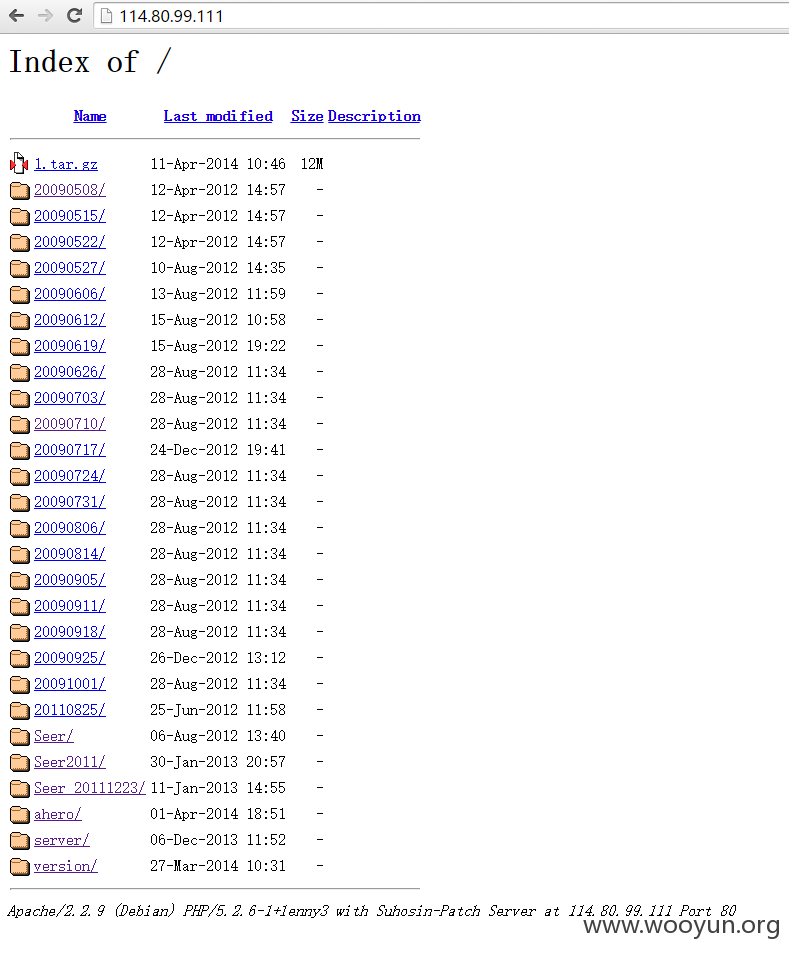 114.80.99.111
Index of /
Name Last modified Size Description
1.tar.gz 11-Apr-2014 10:46 12M
20090508/ 12-Apr-2012 14:57 -
20090515/ 12-Apr-2012 14:57 -
20090522/ 12-Apr-2012 14:57 -
20090527/ 10-Aug-2012 14:35 -
20090606/ 13-Aug-2012 11:59 -
20090612/ 15-Aug-2012 10:58 -
20090619/ 15-Aug-2012 19:22 -
20090626/ 28-Aug-2012 11:34 -
20090703/ 28-Aug-2012 11:34 -
20090710/ 28-Aug-2012 11:34 -
20090717/ 24-Dec-2012 19:41 -
20090724/ 28-Aug-2012 11:34 -
20090731/ 28-Aug-2012 11:34 -
20090806/ 28-Aug-2012 11:34 -
20090814/ 28-Aug-2012 11:34 -
20090905/ 28-Aug-2012 11:34 -
20090911/ 28-Aug-2012 11:34 -
20090918/ 28-Aug-2012 11:34 -
20090925/ 26-Dec-2012 13:12 -
20091001/ 28-Aug-2012 11:34 -
20110825/ 25-Jun-2012 11:58 -
Seer/ 06-Aug-2012 13:40 -
Seer2011/ 30-Jan-2013 20:57 -
Seer_20111223/ 11-Jan-2013 14:55 -
ahero/ 01-Apr-2014 18:51 -
server/ 06-Dec-2013 11:52 -
version/ 27-Mar-2014 10:31 -
Apache/2.2.9 (Debian) PHP/5.2.6-1+lenny3 with Suhosin-Patch Server at 114.80.99.111 Port 80
www.wooyun.org